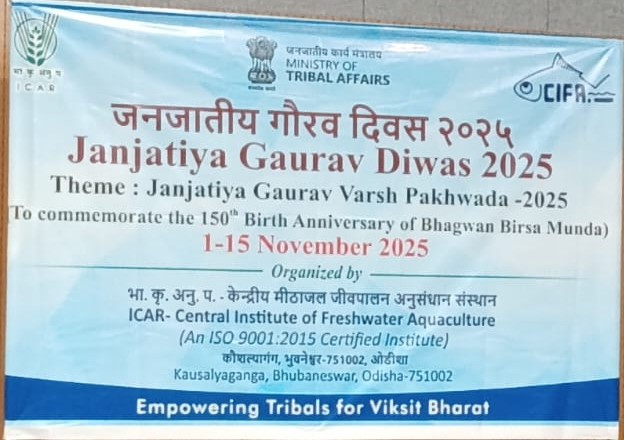 भा कृ अनु प
ICAR
जनजातीय कार्य मंत्रालय
MINISTRY OF
TRIBAL AFFAIRS
CIFA
जनजातीय गौरव दिवस २०२५
Janjatiya Gaurav Diwas 2025
Theme : Janjatiya Gaurav Varsh Pakhwada -2025
(To commemorate the 150th Birth Anniversary of Bhagwan Birsa Munda)
1-15 November 2025
Organized by
भा. कृ. अनु. प. - केन्द्रीय मीठाजल जीवपालन अनुसंधान संस्थान
ICAR- Central Institute of Freshwater Aquaculture
(An ISO 9001:2015 Certified Institute)
कौशल्यागंग, भुवनेश्वर-751002, ओडीशा
Kausalyaganga, Bhubaneswar, Odisha-751002
Empowering Tribals for Viksit Bharat